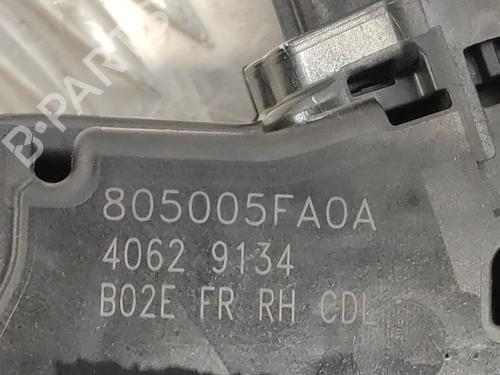 B-PARTS
805005FA0A
4062 9134
B02E FR RH CDL